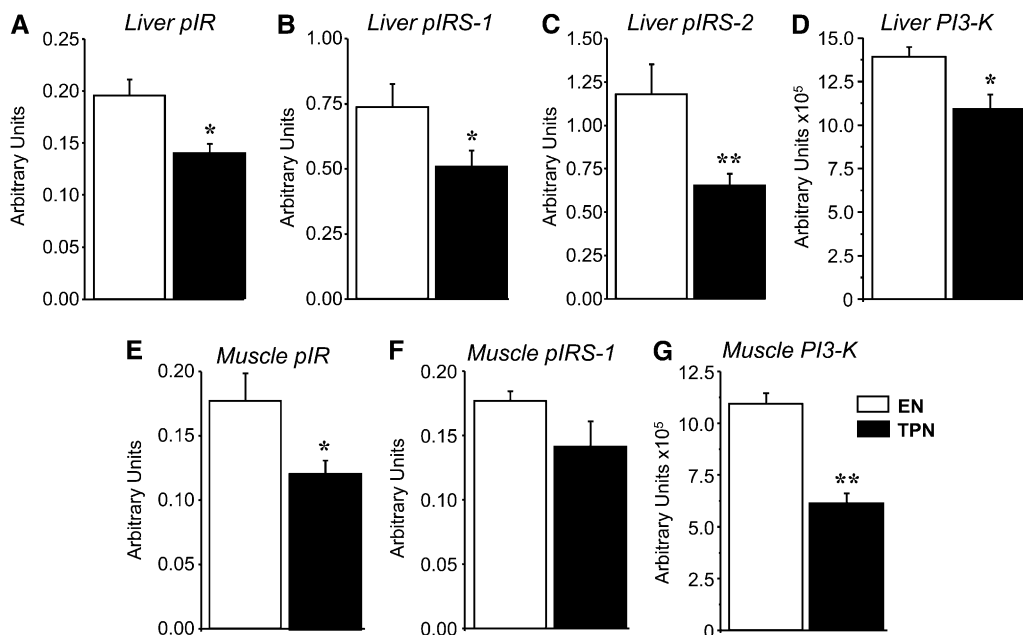 A Liver pIR
0.25
0.20
0.15
0.10
0.05
0.00
Arbitrary Units
*
B Liver pIRS-1
1.00
0.75
0.50
0.25
0.00
Arbitrary Units
*
C Liver pIRS-2
1.50
1.25
1.00
0.75
0.50
0.25
0.00
Arbitrary Units
**
D Liver PI3-K
15.0
12.5
10.0
7.5
5.0
2.5
0
Arbitrary Units x10⁵
*
E Muscle pIR
0.20
0.15
0.10
0.05
0.00
Arbitrary Units
*
F Muscle pIRS-1
0.20
0.15
0.10
0.05
0.00
Arbitrary Units
G Muscle PI3-K
12.5
10.0
7.5
5.0
2.5
0
Arbitrary Units x10⁵
**
EN
TPN